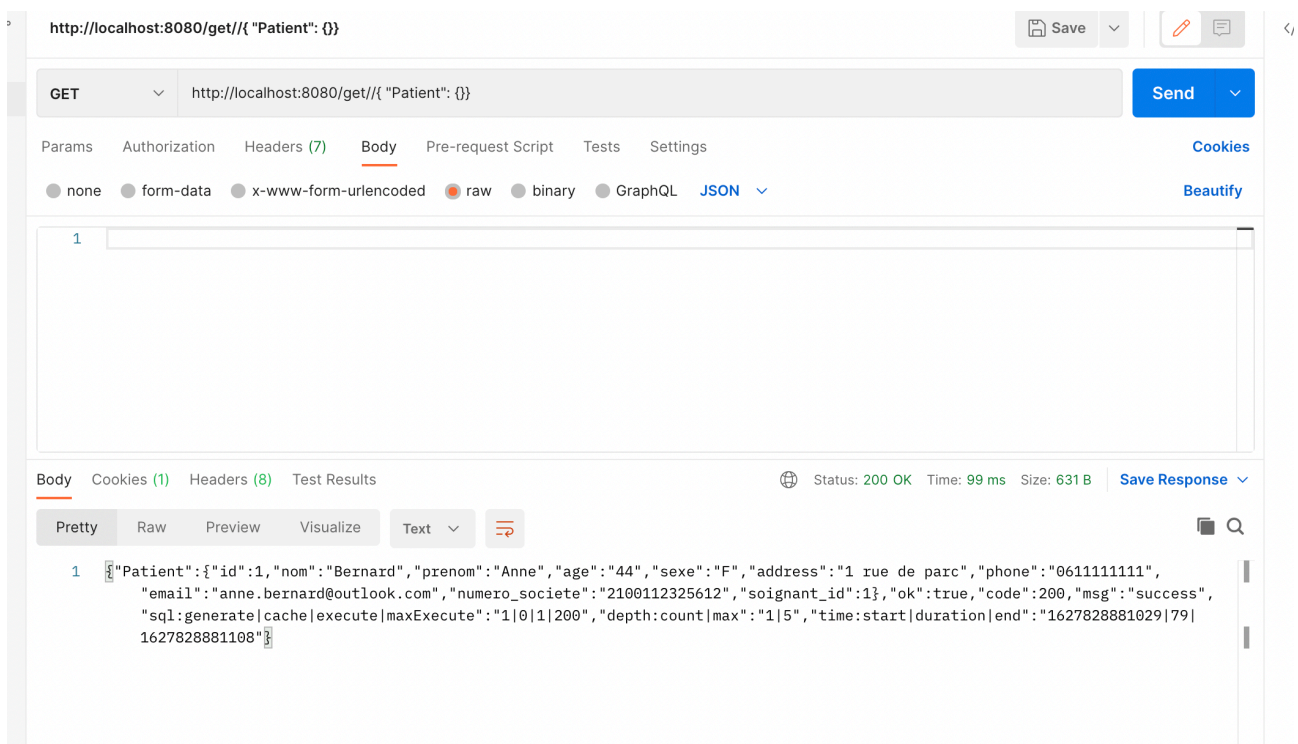 http://localhost:8080/get//{ "Patient": {}}
Save
GET
http://localhost:8080/get//{ "Patient": {}}
Send
Params Authorization Headers (7) Body Pre-request Script Tests Settings Cookies
none form-data x-www-form-urlencoded raw binary GraphQL JSON Beautify
1
Body Cookies (1) Headers (8) Test Results Status: 200 OK Time: 99 ms Size: 631 B Save Response
Pretty Raw Preview Visualize Text
1 {"Patient":{"id":1,"nom":"Bernard","prenom":"Anne","age":"44","sexe":"F","address":"1 rue de parc","phone":"0611111111",
"email":"anne.bernard@outlook.com","numero_societe":"2100112325612","soignant_id":1},"ok":true,"code":200,"msg":"success",
"sql:generate|cache|execute|maxExecute":"1|0|1|200","depth:count|max":"1|5","time:start|duration|end":"1627828881029|79|
1627828881108"}